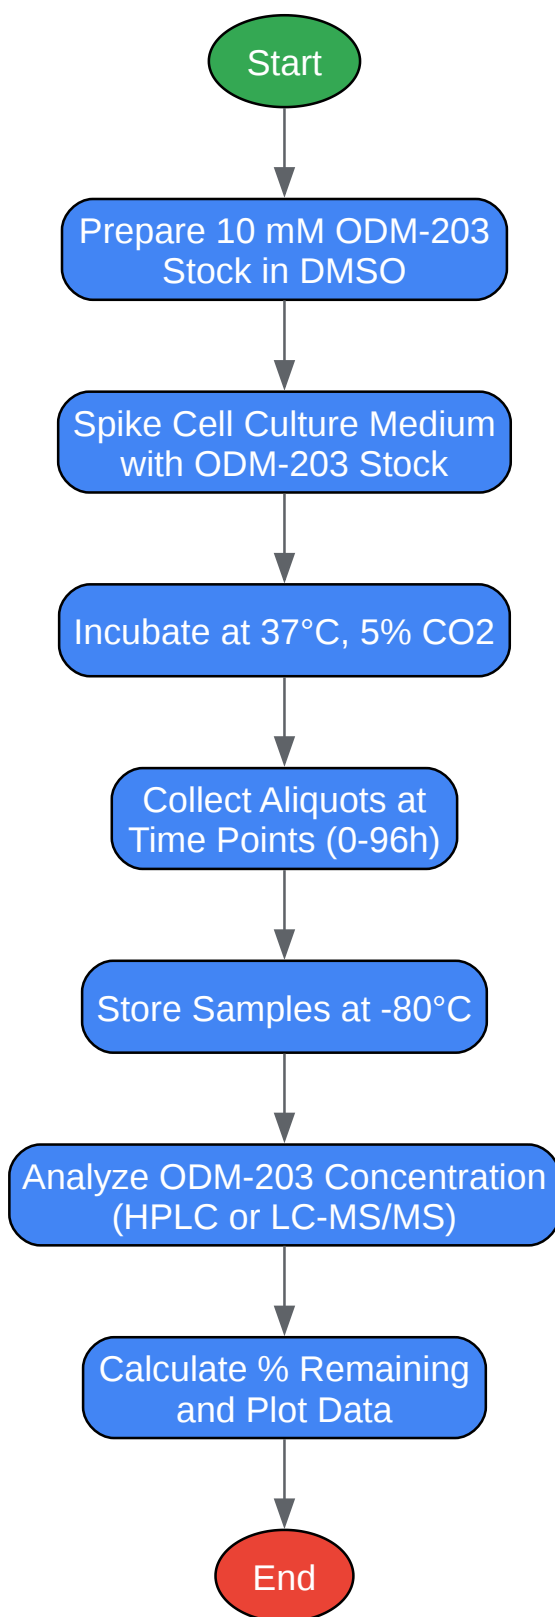 Start
Prepare 10 mM ODM-203
Stock in DMSO
Spike Cell Culture Medium
with ODM-203 Stock
Incubate at 37°C, 5% CO2
Collect Aliquots at
Time Points (0-96h)
Store Samples at -80°C
Analyze ODM-203 Concentration
(HPLC or LC-MS/MS)
Calculate % Remaining
and Plot Data
End